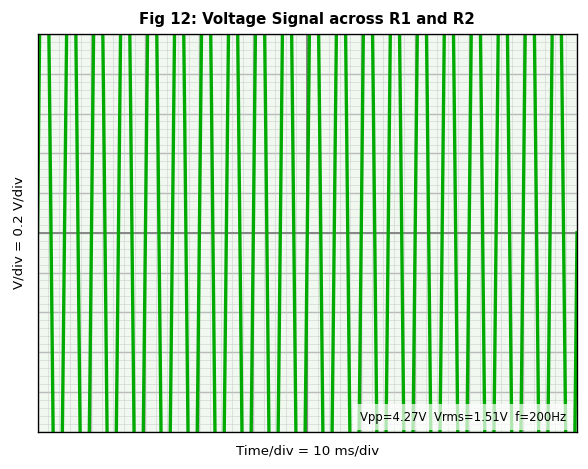 Fig 12: Voltage Signal across R1 and R2
V/div = 0.2 V/div
Vpp=4.27V  Vrms=1.51V  f=200Hz
Time/div = 10 ms/div